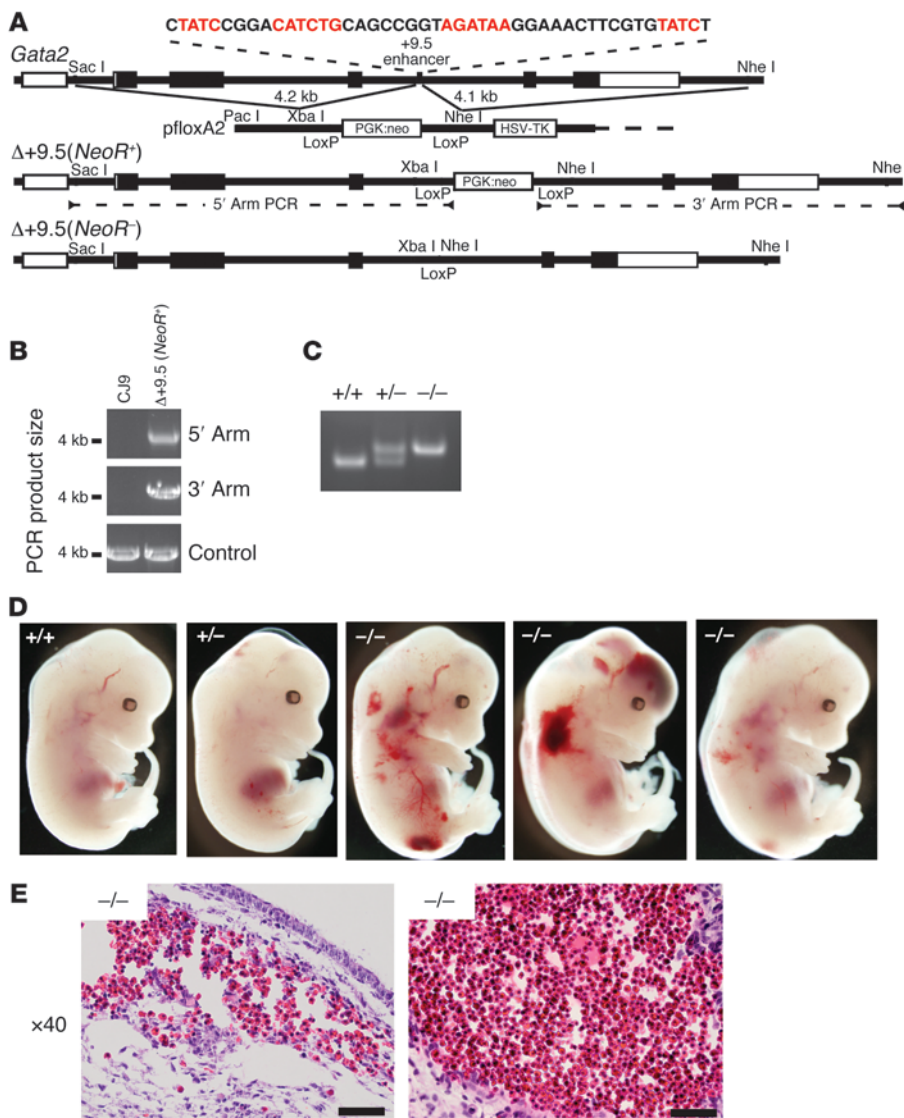 A
CTATCCGGACATCTGCAGCCGGTAGATAAGGAAACTTCGTGTATCT
Gata2
+9.5
enhancer
Sac I
Nhe I
4.2 kb
4.1 kb
pfloxA2
Pac I
Xba I
Nhe I
PGK:neo
HSV-TK
LoxP
LoxP
Δ+9.5(NeoR+)
Sac I
Xba I
Nhe I
Nhe
PGK:neo
LoxP
LoxP
5′ Arm PCR
3′ Arm PCR
Δ+9.5(NeoR−)
Sac I
Xba I
Nhe I
Nhe I
LoxP
B
PCR product size
CJ9
Δ+9.5 (NeoR+)
4 kb
5′ Arm
4 kb
3′ Arm
4 kb
Control
C
+/+ +/− −/−
D
+/+
+/−
−/−
−/−
−/−
E
−/−
−/−
×40